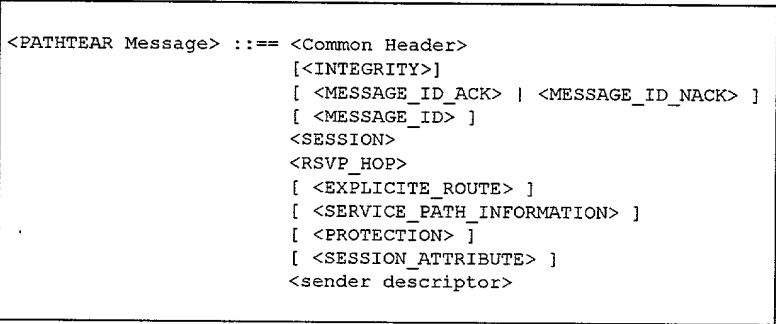 <PATHTEAR Message> ::== <Common Header>
[<INTEGRITY>]
[ <MESSAGE_ID_ACK> | <MESSAGE_ID_NACK> ]
[ <MESSAGE_ID> ]
<SESSION>
<RSVP_HOP>
[ <EXPLICITE_ROUTE> ]
[ <SERVICE_PATH_INFORMATION> ]
[ <PROTECTION> ]
[ <SESSION_ATTRIBUTE> ]
<sender descriptor>